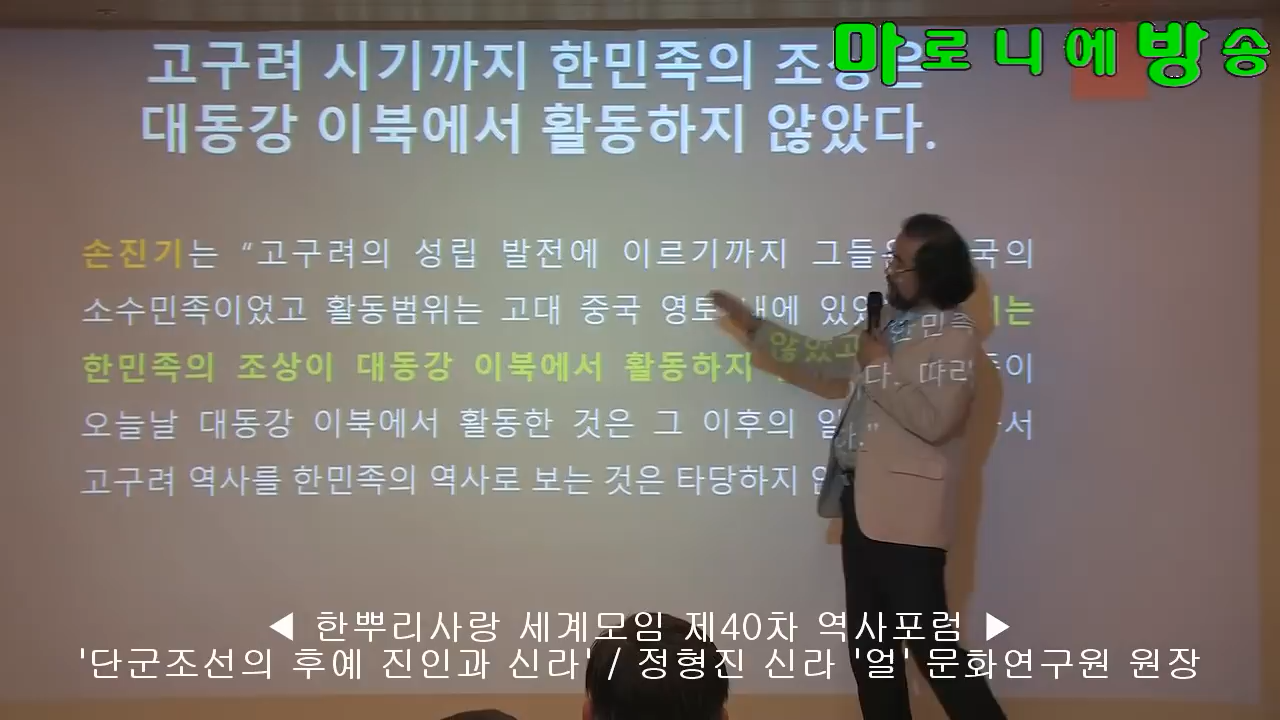 마로니에방송
고구려 시기까지 한민족의 조상은
대동강 이북에서 활동하지 않았다.
손진기는 “고구려의 성립 발전에 이르기까지 그들은
소수민족이었고 활동범위는 고대 중국 영토 내에
한민족의 조상이 대동강 이북에서 활동하지 않았고
오늘날 대동강 이북에서 활동한 것은 그 이후의
고구려 역사를 한민족의 역사로 보는 것은 타당하지
◀ 한뿌리사랑 세계모임 제40차 역사포럼 ▶
'단군조선의 후예 진인과 신라' / 정형진 신라 '얼' 문화연구원 원장